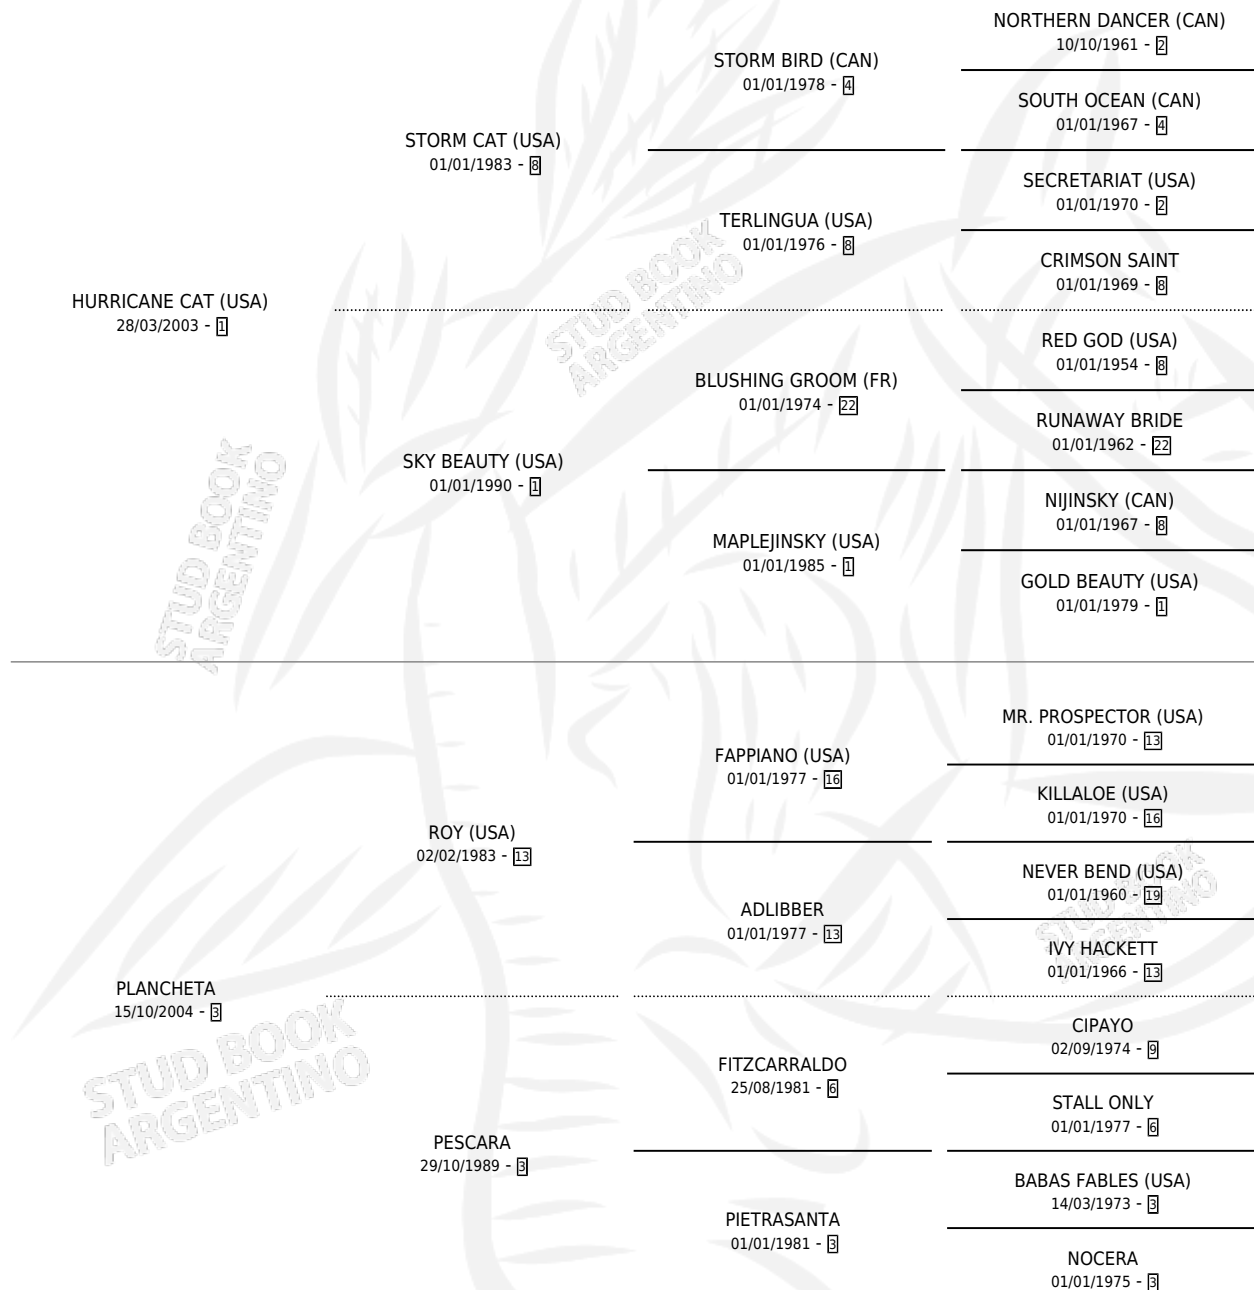 NORTHERN DANCER (CAN)
10/10/1961 - 2
STORM BIRD (CAN)
01/01/1978 - 4
SOUTH OCEAN (CAN)
01/01/1967 - 4
STORM CAT (USA)
01/01/1983 - 8
SECRETARIAT (USA)
01/01/1970 - 2
TERLINGUA (USA)
01/01/1976 - 8
CRIMSON SAINT
01/01/1969 - 8
HURRICANE CAT (USA)
28/03/2003 - 1
RED GOD (USA)
01/01/1954 - 8
BLUSHING GROOM (FR)
01/01/1974 - 22
RUNAWAY BRIDE
01/01/1962 - 22
SKY BEAUTY (USA)
01/01/1990 - 1
NIJINSKY (CAN)
01/01/1967 - 8
MAPLEJINSKY (USA)
01/01/1985 - 1
GOLD BEAUTY (USA)
01/01/1979 - 1
MR. PROSPECTOR (USA)
01/01/1970 - 13
FAPPIANO (USA)
01/01/1977 - 16
KILLALOE (USA)
01/01/1970 - 16
ROY (USA)
02/02/1983 - 13
NEVER BEND (USA)
01/01/1960 - 19
ADLIBBER
01/01/1977 - 13
IVY HACKETT
01/01/1966 - 13
PLANCHETA
15/10/2004 - 3
CIPAYO
02/09/1974 - 9
FITZCARRALDO
25/08/1981 - 6
STALL ONLY
01/01/1977 - 6
PESCARA
29/10/1989 - 3
BABAS FABLES (USA)
14/03/1973 - 3
PIETRASANTA
01/01/1981 - 3
NOCERA
01/01/1975 - 3
STUD BOOK
ARGENTINO
STUD BOOK
ARGENTINO
STUD BOOK
ARGENTINO
STUD BOOK
ARGENTINO